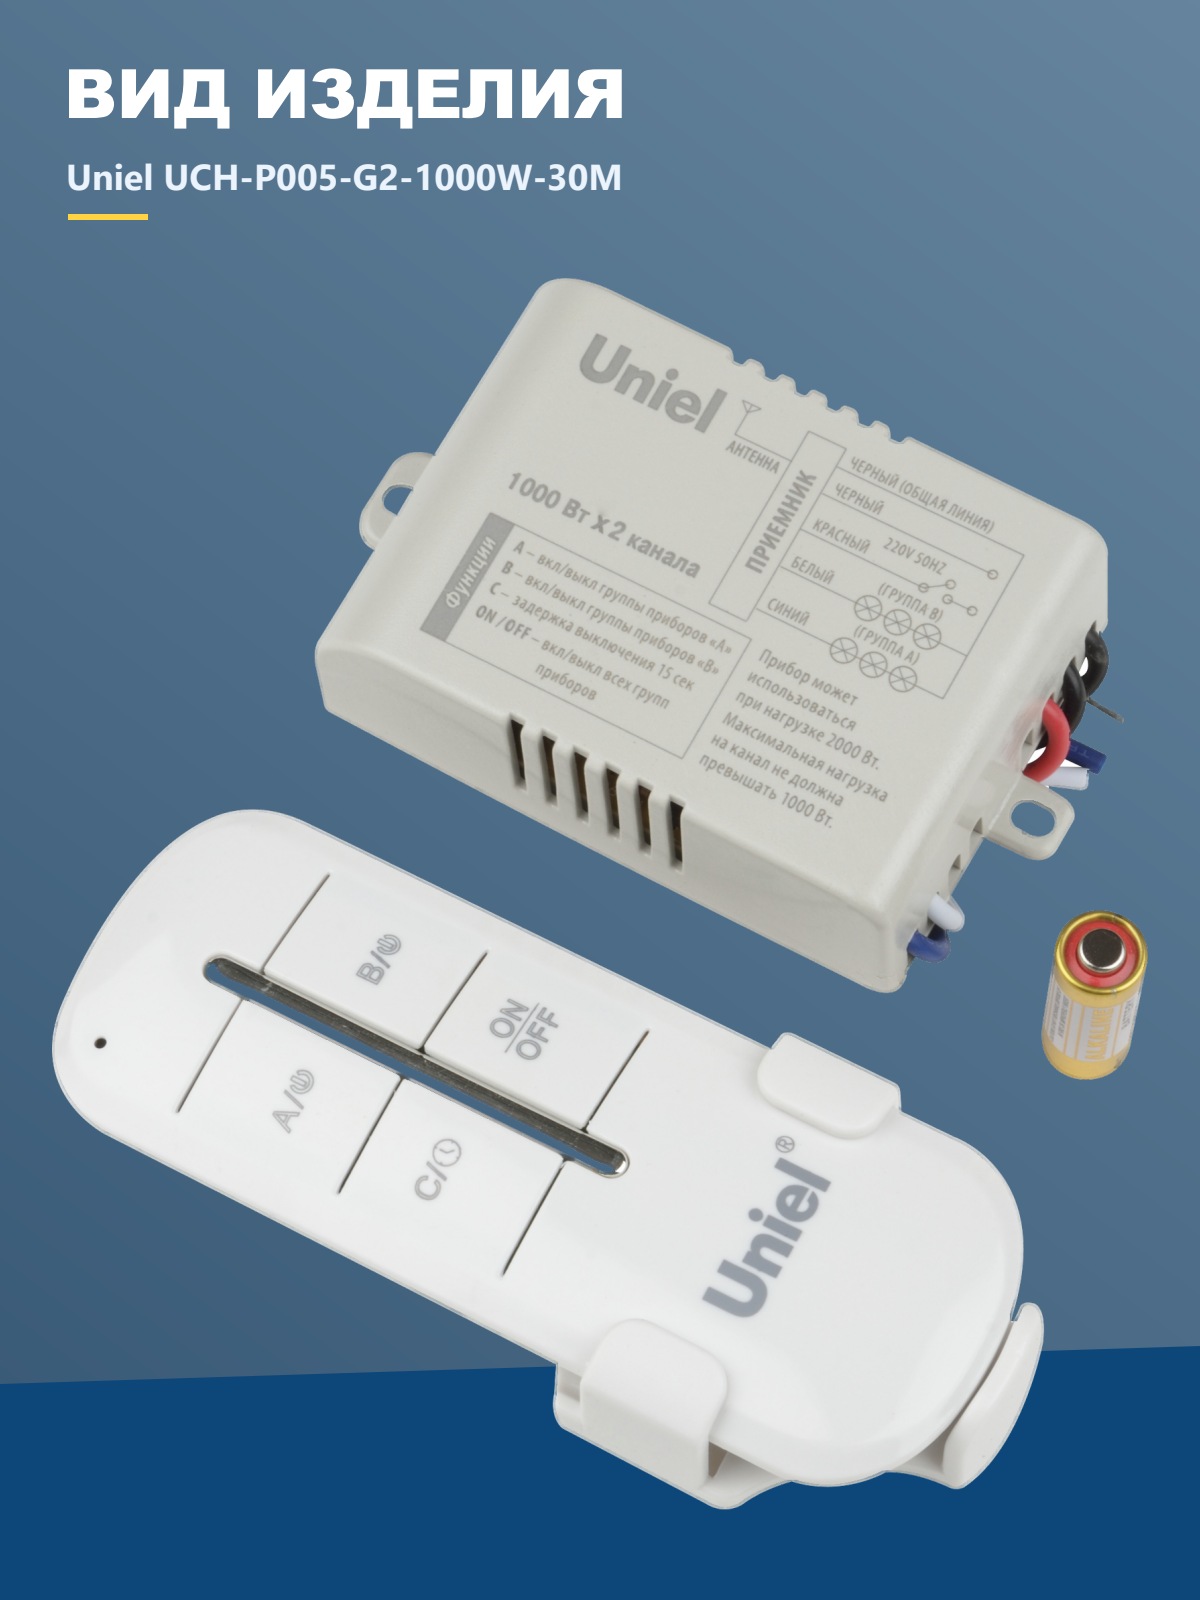 ВИД ИЗДЕЛИЯ
Uniel UCH-P005-G2-1000W-30M
Uniel
АНТЕННА
ПРИЕМНИК
ЧЕРНЫЙ (ОБЩАЯ ЛИНИЯ)
ЧЕРНЫЙ
220V 50HZ
КРАСНЫЙ
(ГРУППА B)
БЕЛЫЙ
(ГРУППА A)
СИНИЙ
1000 Вт x 2 канала
Функции
A – вкл/выкл группы приборов «A»
B – вкл/выкл группы приборов «B»
C – задержка выключения 15 сек
ON / OFF – вкл/выкл всех групп
приборов
Прибор может
использоваться
при нагрузке 2000 Вт.
Максимальная нагрузка
на канал не должна
превышать 1000 Вт.
B/
ON
OFF
A/
C/
Uniel®
ALKALINE